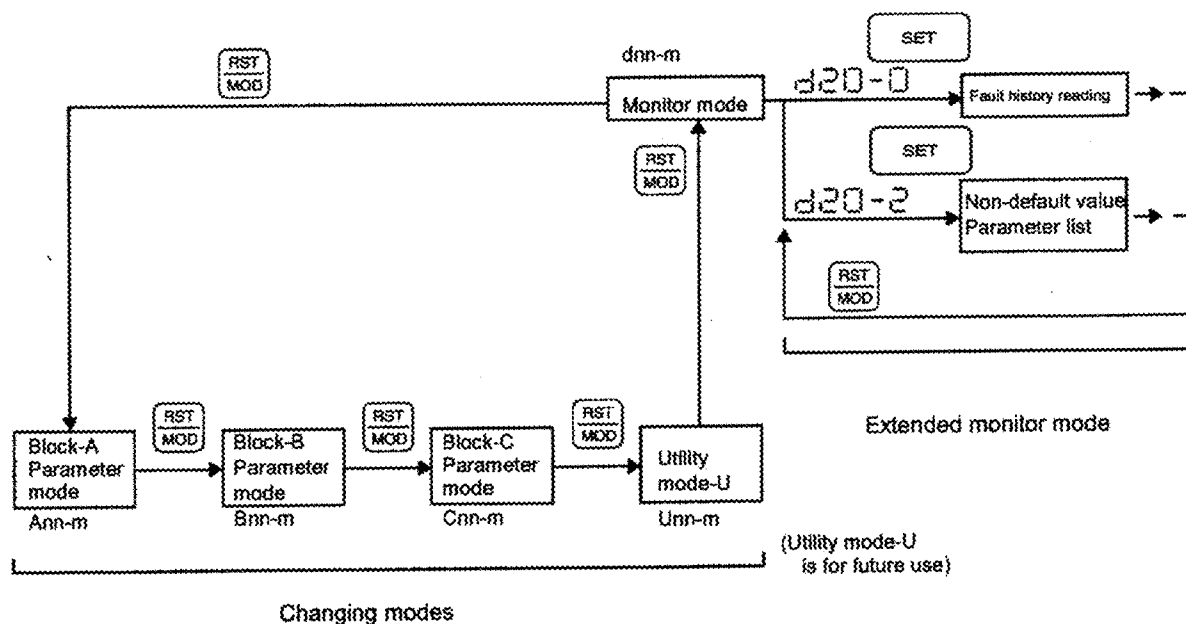 SET
dnn-m
RST
MOD
d20-0
Monitor mode
Fault history reading
SET
RST
MOD
d20-2
Non-default value
Parameter list
RST
MOD
RST
MOD
RST
MOD
RST
MOD
Extended monitor mode
Block-A
Parameter
mode
Block-B
Parameter
mode
Block-C
Parameter
mode
Utility
mode-U
Ann-m
Bnn-m
Cnn-m
Unn-m
(Utility mode-U
is for future use)
Changing modes